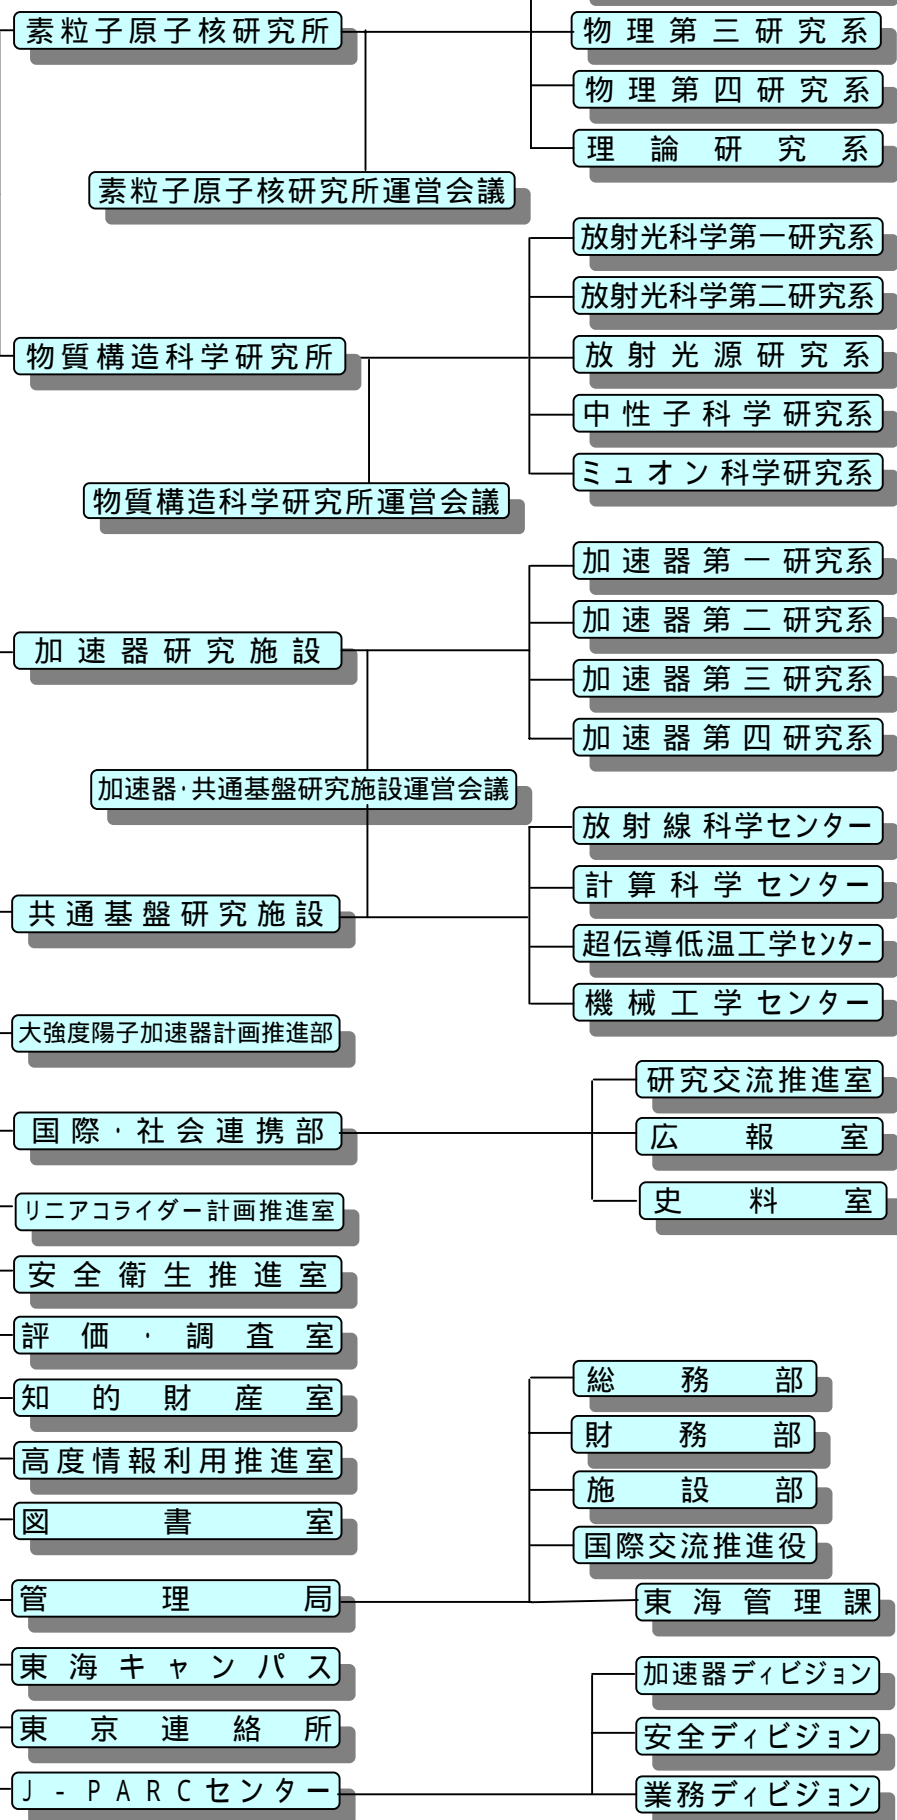 素粒子原子核研究所
物理第三研究系
物理第四研究系
理論研究系
素粒子原子核研究所運営会議
放射光科学第一研究系
放射光科学第二研究系
物質構造科学研究所
放射光源研究系
中性子科学研究系
ミュオン科学研究系
物質構造科学研究所運営会議
加速器第一研究系
加速器第二研究系
加速器研究施設
加速器第三研究系
加速器第四研究系
加速器・共通基盤研究施設運営会議
放射線科学センター
計算科学センター
共通基盤研究施設
超伝導低温工学センター
機械工学センター
大強度陽子加速器計画推進部
研究交流推進室
国際・社会連携部
広報室
史料室
リニアコライダー計画推進室
安全衛生推進室
評価・調査室
総務部
知的財産室
財務部
高度情報利用推進室
施設部
図書室
国際交流推進役
管理局
東海管理課
東海キャンパス
加速器ディビジョン
東京連絡所
安全ディビジョン
J-PARCセンター
業務ディビジョン